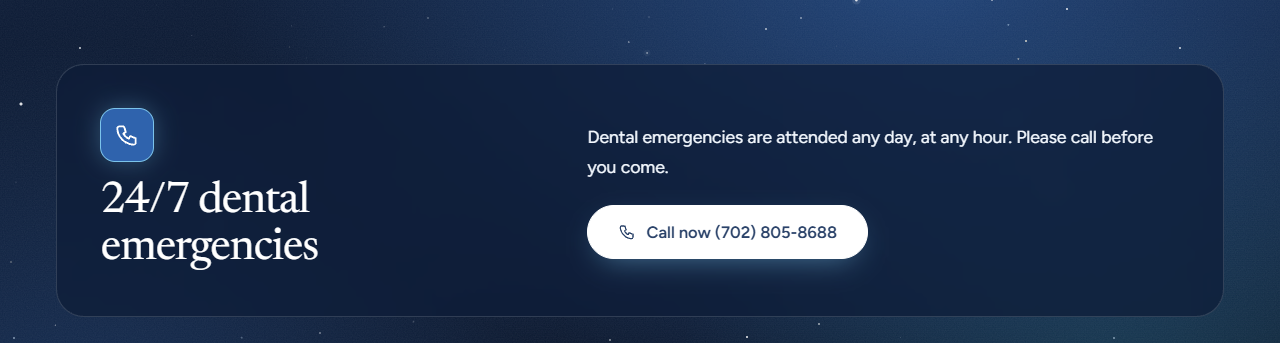 24/7 dental
emergencies
Dental emergencies are attended any day, at any hour. Please call before
you come.
Call now (702) 805-8688